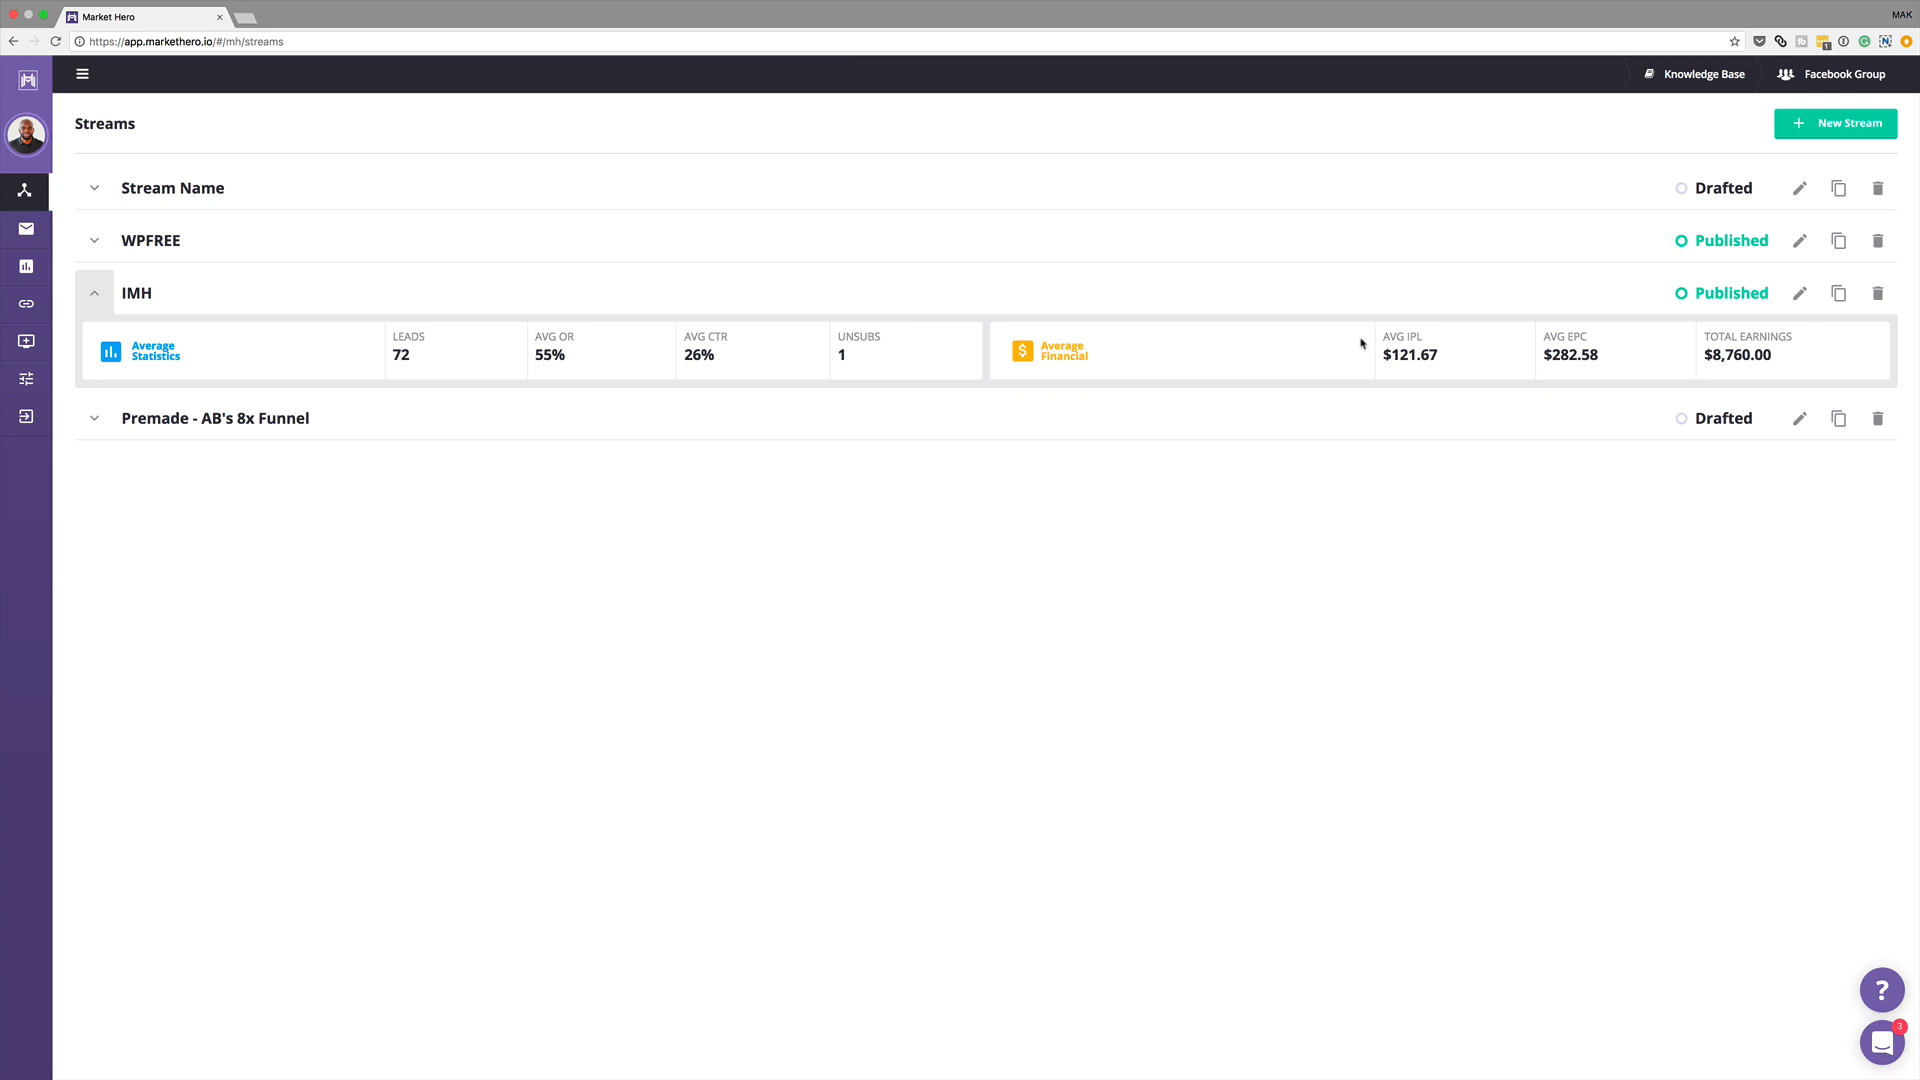 Market Hero
MAK
https://app.markethero.io/#/mh/streams
1
Knowledge Base
Facebook Group
Streams
+ New Stream
Stream Name
Drafted
WPFREE
Published
IMH
Published
Average
Statistics
LEADS
72
AVG OR
55%
AVG CTR
26%
UNSUBS
1
$
Average
Financial
AVG IPL
$121.67
AVG EPC
$282.58
TOTAL EARNINGS
$8,760.00
Premade - AB's 8x Funnel
Drafted
?
3